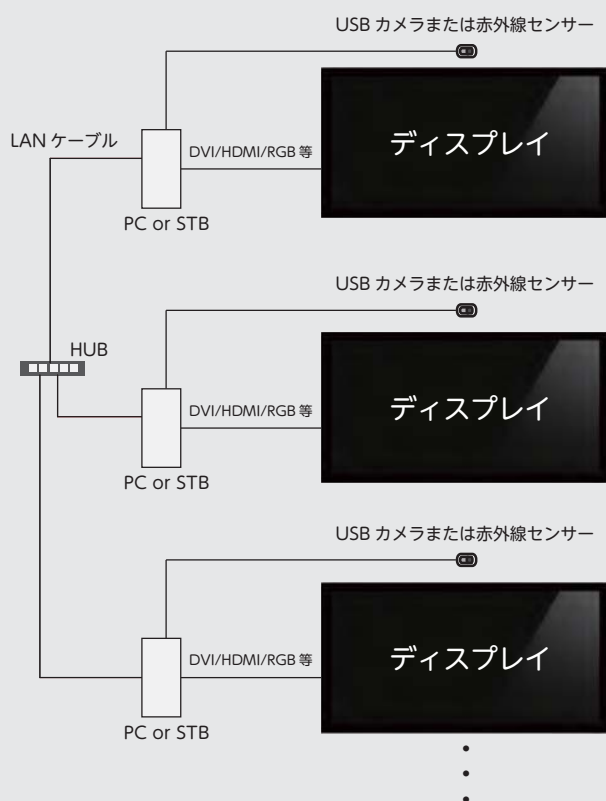 USB カメラまたは赤外線センサー
LAN ケーブル
DVI/HDMI/RGB 等
ディスプレイ
PC or STB
USB カメラまたは赤外線センサー
HUB
DVI/HDMI/RGB 等
ディスプレイ
PC or STB
USB カメラまたは赤外線センサー
DVI/HDMI/RGB 等
ディスプレイ
PC or STB